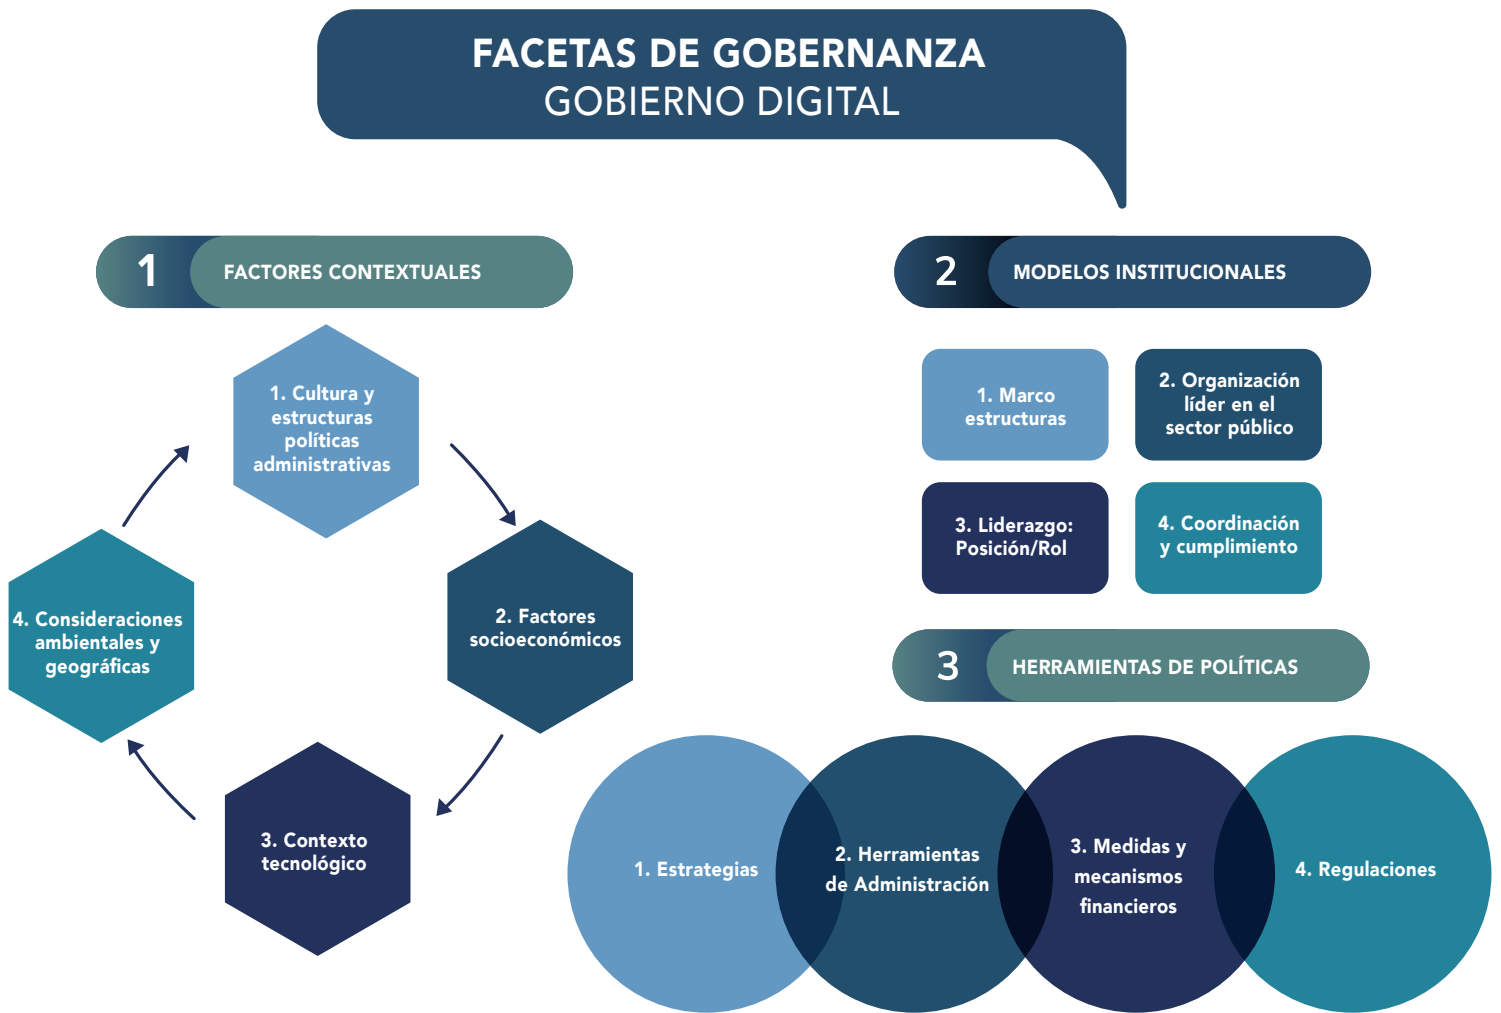 FACETAS DE GOBERNANZA
GOBIERNO DIGITAL
1
FACTORES CONTEXTUALES
1. Cultura y
estructuras
políticas
administrativas
2. Factores
socioeconómicos
3. Contexto
tecnológico
4. Consideraciones
ambientales y
geográficas
2
MODELOS INSTITUCIONALES
1. Marco
estructuras
2. Organización
líder en el
sector público
3. Liderazgo:
Posición/Rol
4. Coordinación
y cumplimiento
3
HERRAMIENTAS DE POLÍTICAS
1. Estrategias
2. Herramientas
de Administración
3. Medidas y
mecanismos
financieros
4. Regulaciones